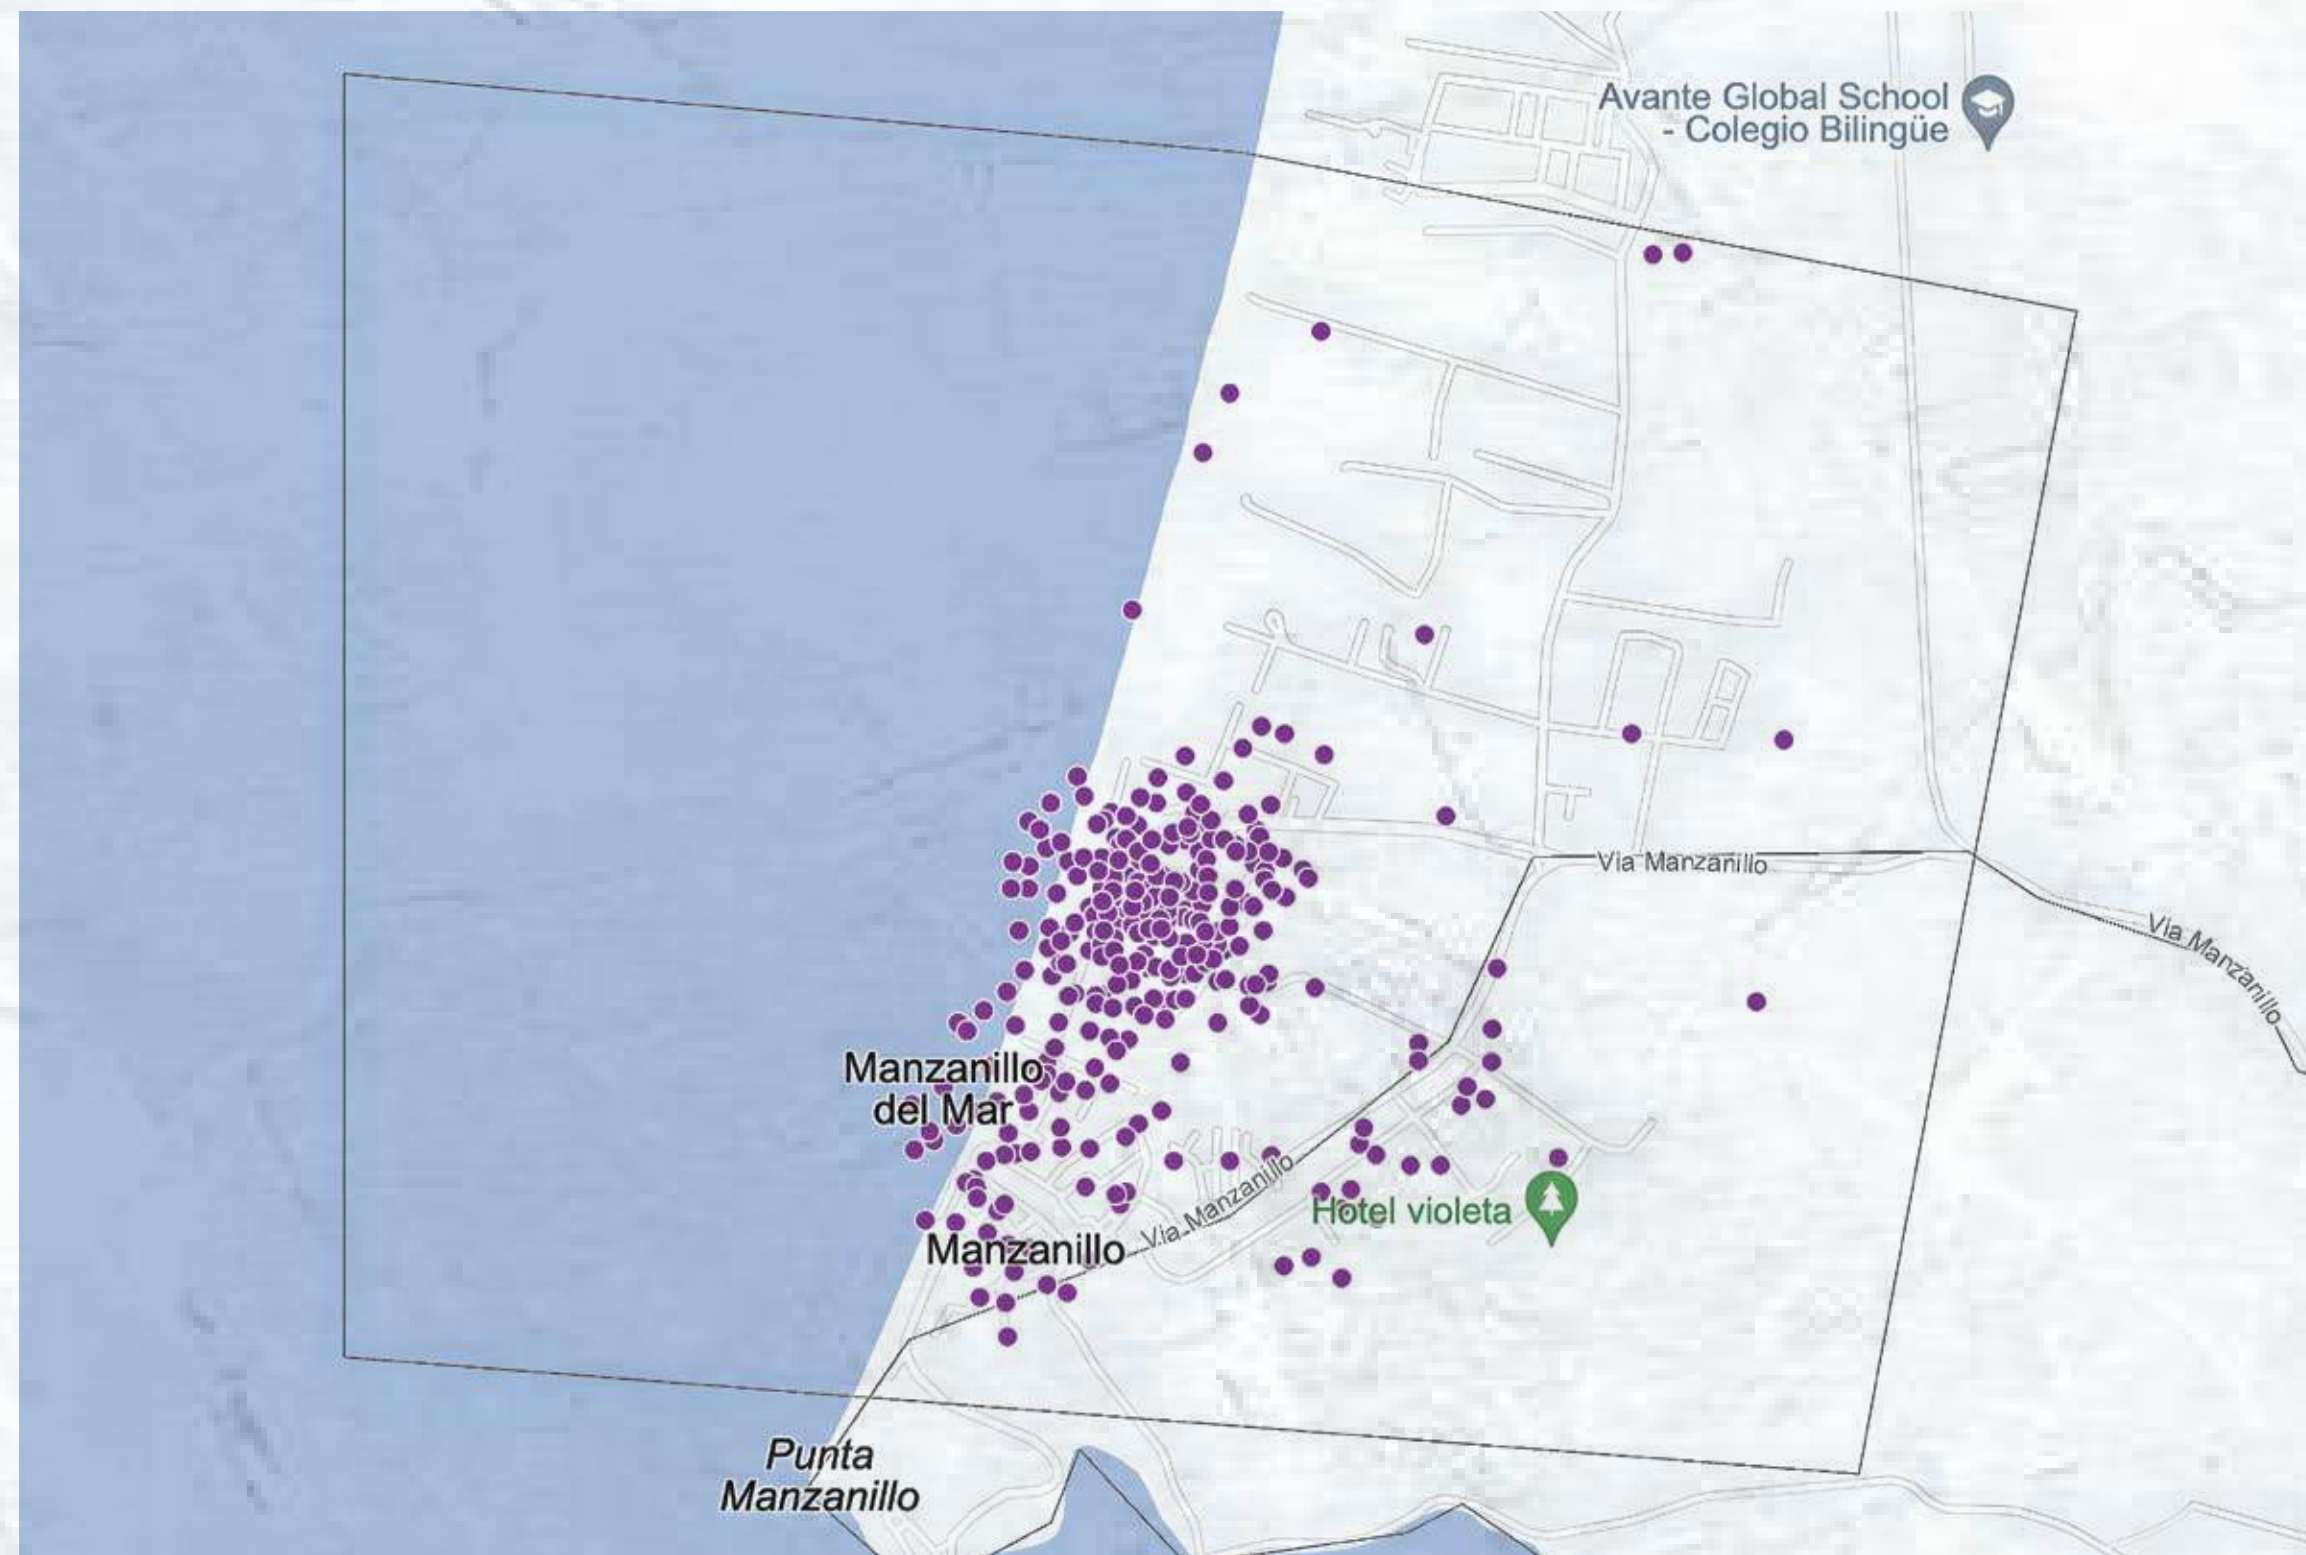 Avante Global School
- Colegio Bilingüe
Via Manzanillo
Via Manzanillo
Manzanillo
del Mar
Via Manzanillo
Hotel violeta
Manzanillo
Punta
Manzanillo